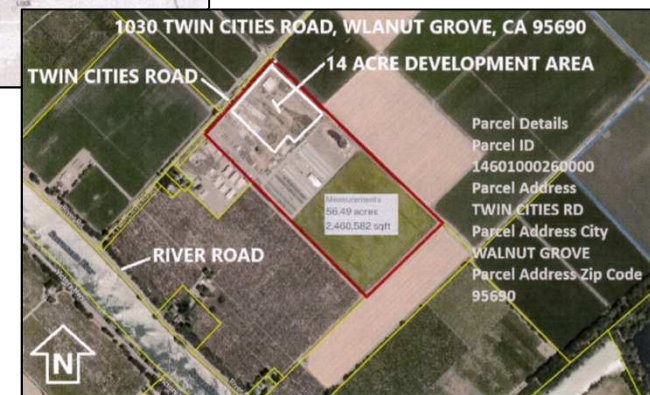 1030 TWIN CITIES ROAD, WLANUT GROVE, CA 95690
TWIN CITIES ROAD
14 ACRE DEVELOPMENT AREA
Parcel Details
Parcel ID
14601000260000
Parcel Address
TWIN CITIES RD
Parcel Address City
WALNUT GROVE
Parcel Address Zip Code
95690
Measurements
56.49 acres
2,460,582 sqft
RIVER ROAD
N